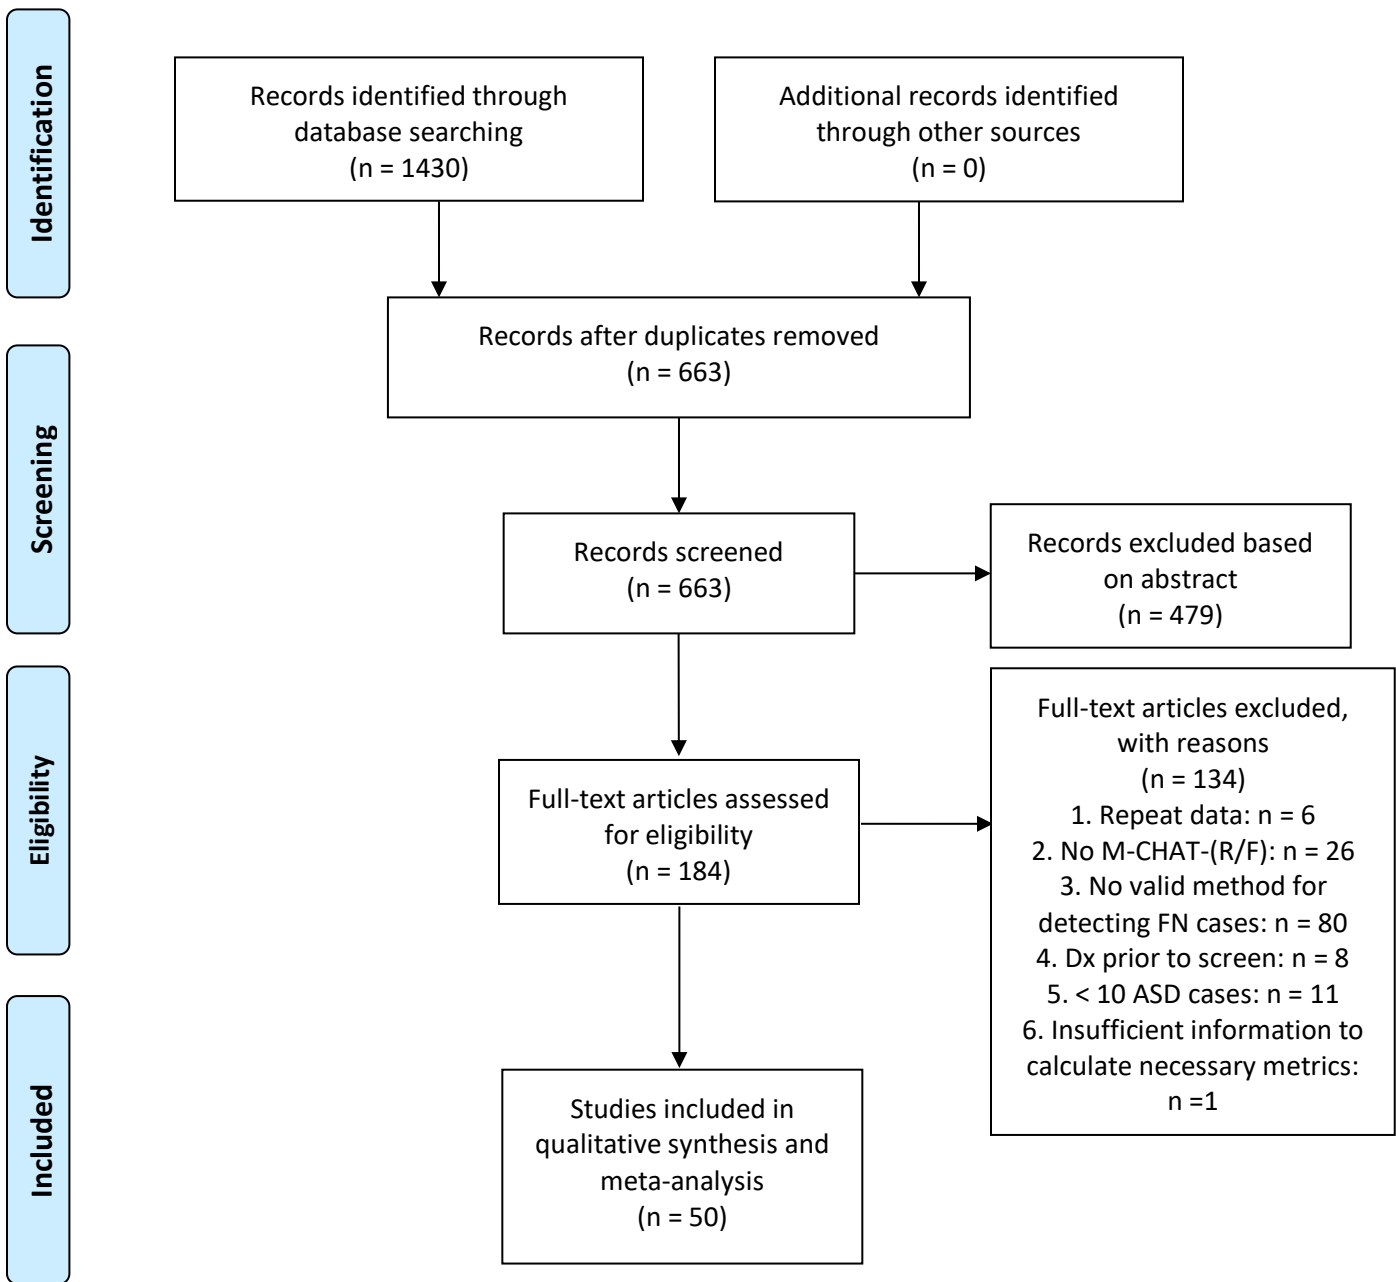 Identification
Records identified through
database searching
(n = 1430)
Additional records identified
through other sources
(n = 0)
Records after duplicates removed
(n = 663)
Screening
Records screened
(n = 663)
Records excluded based
on abstract
(n = 479)
Eligibility
Full-text articles assessed
for eligibility
(n = 184)
Full-text articles excluded,
with reasons
(n = 134)
1. Repeat data: n = 6
2. No M-CHAT-(R/F): n = 26
3. No valid method for
detecting FN cases: n = 80
4. Dx prior to screen: n = 8
5. < 10 ASD cases: n = 11
6. Insufficient information to
calculate necessary metrics:
n =1
Included
Studies included in
qualitative synthesis and
meta-analysis
(n = 50)